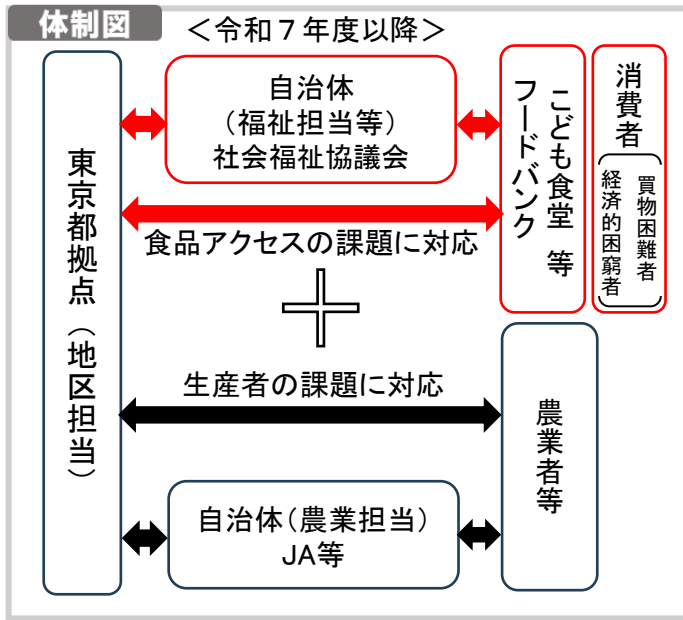 体制図
＜令和７年度以降＞
東京都拠点（地区担当）
自治体
（福祉担当等）
社会福祉協議会
こども食堂 等
フードバンク
消費者
買物困難者
経済的困窮者
食品アクセスの課題に対応
生産者の課題に対応
農業者等
自治体（農業担当）
JA等